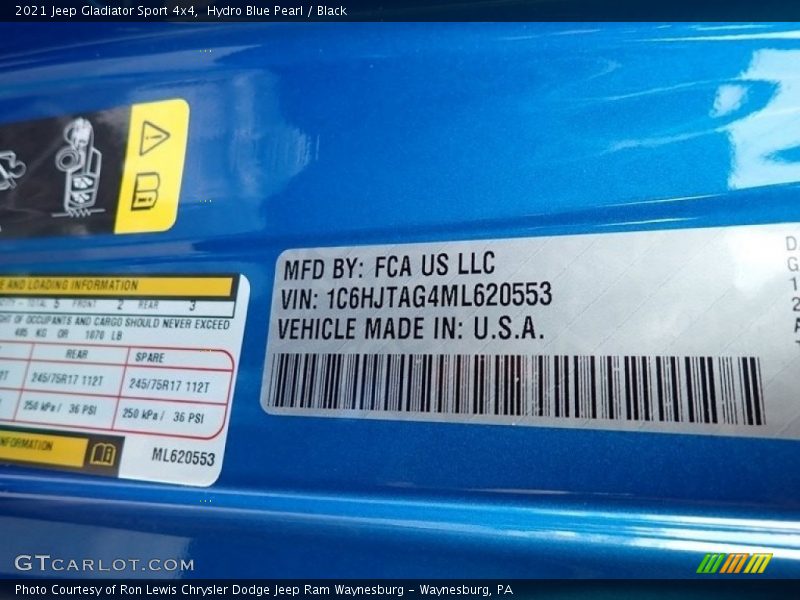 2021 Jeep Gladiator Sport 4x4,  Hydro Blue Pearl / Black
MFD BY: FCA US LLC
VIN: 1C6HJTAG4ML620553
VEHICLE MADE IN: U.S.A.
E AND LOADING INFORMATION
TOTAL 5 FRONT 2 REAR 3
OF OCCUPANTS AND CARGO SHOULD NEVER EXCEED
485 KG OR 1070 LB
REAR SPARE
245/75R17 112T 245/75R17 112T
250 kPa / 36 PSI 250 kPa / 36 PSI
INFORMATION
ML620553
GTCARLOT.COM
Photo Courtesy of Ron Lewis Chrysler Dodge Jeep Ram Waynesburg - Waynesburg, PA